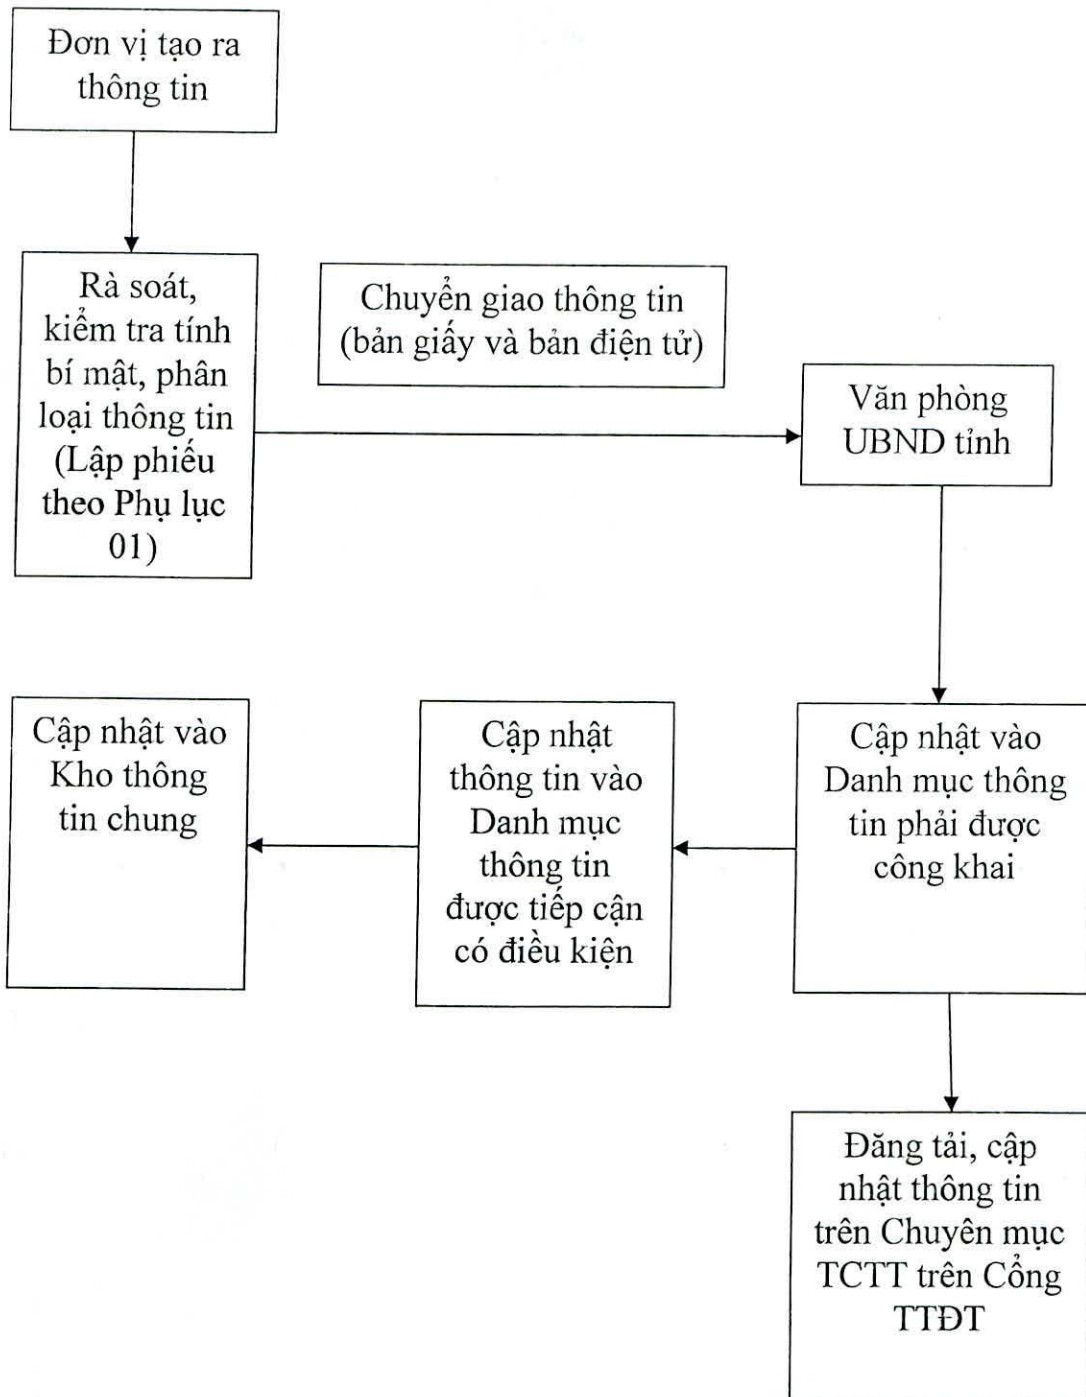 Đơn vị tạo ra
thông tin
Rà soát,
kiểm tra tính
bí mật, phân
loại thông tin
(Lập phiếu
theo Phụ lục
01)
Chuyển giao thông tin
(bản giấy và bản điện tử)
Văn phòng
UBND tỉnh
Cập nhật vào
Kho thông
tin chung
Cập nhật
thông tin vào
Danh mục
thông tin
được tiếp cận
có điều kiện
Cập nhật vào
Danh mục thông
tin phải được
công khai
Đăng tải, cập
nhật thông tin
trên Chuyên mục
TCTT trên Cổng
TTĐT